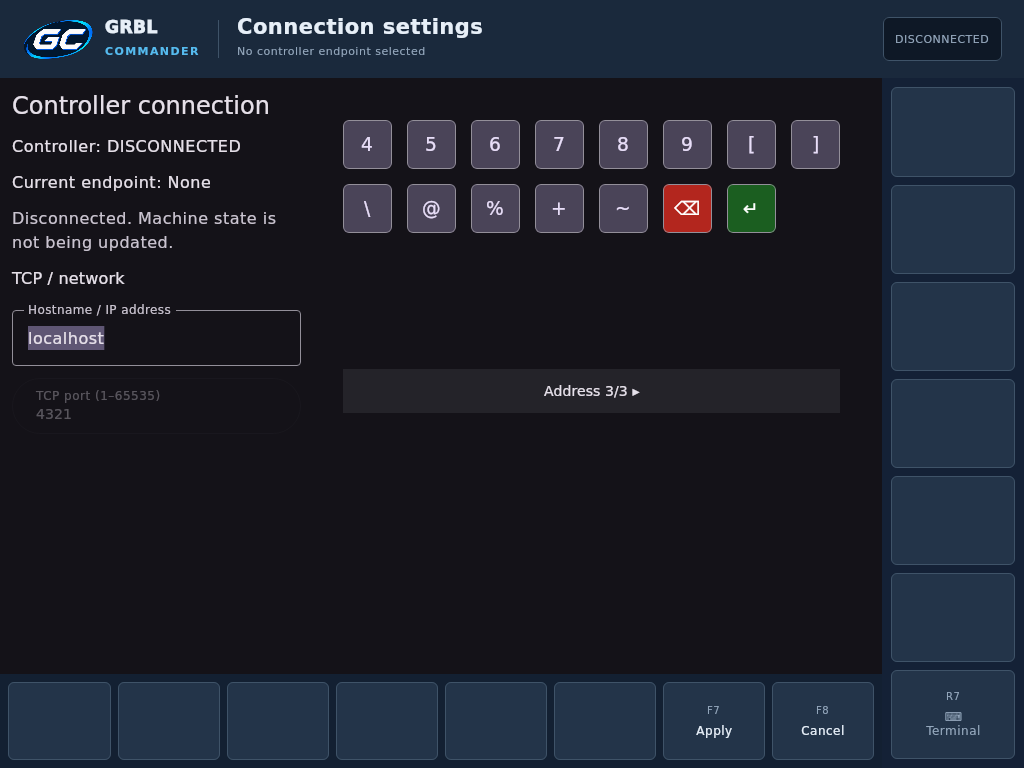 GC
GRBL
COMMANDER
Connection settings
No controller endpoint selected
DISCONNECTED
Controller connection
Controller: DISCONNECTED
Current endpoint: None
Disconnected. Machine state is
not being updated.
TCP / network
Hostname / IP address
localhost
TCP port (1–65535)
4321
4 5 6 7 8 9 [ ]
\ @ % + ~ ⌫ ↵
Address 3/3 ▸
F7
Apply
F8
Cancel
R7
⌨
Terminal